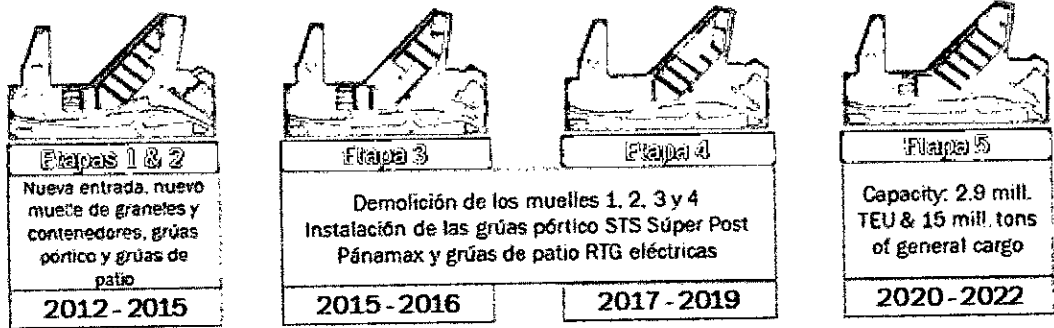 Etapas 1 & 2
Nueva entrada, nuevo
muelle de graneles y
contenedores, grúas
pórtico y grúas de
patio
2012-2015
Etapa 3
Etapa 4
Demolición de los muelles 1, 2, 3 y 4
Instalación de las grúas pórtico STS Súper Post
Pánamax y grúas de patio RTG eléctricas
2015-2016
2017-2019
Etapa 5
Capacity: 2.9 mill.
TEU & 15 mill. tons
of general cargo
2020-2022